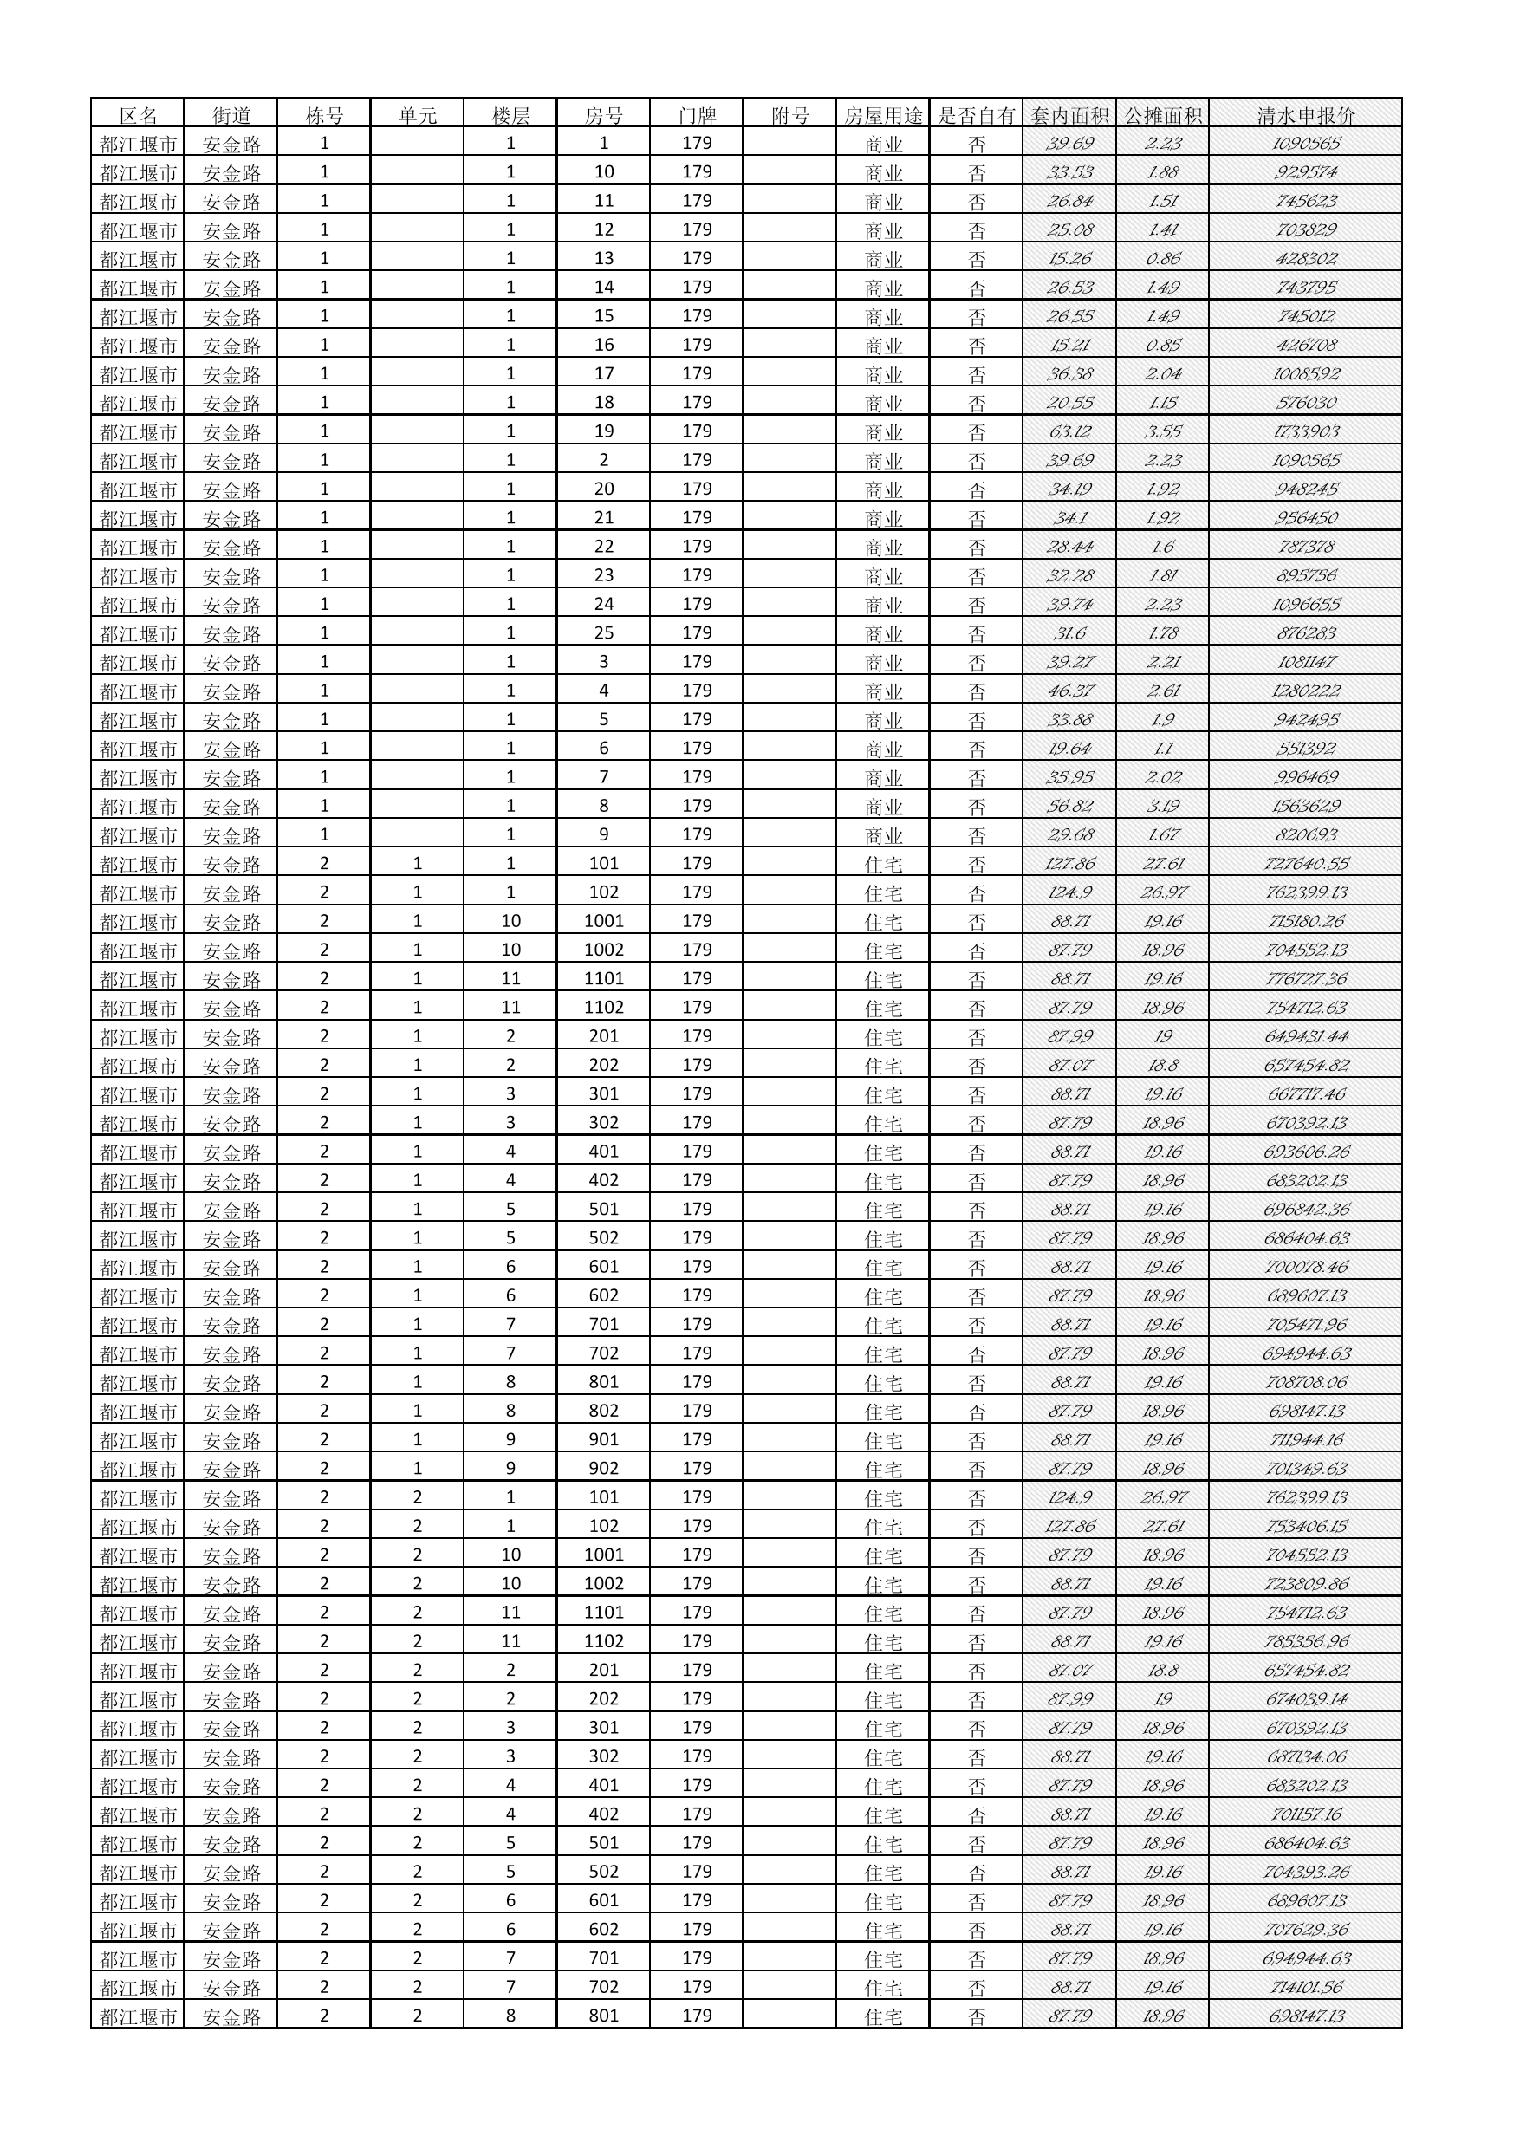 区名 街道 栋号 单元 楼层 房号 门牌 附号 房屋用途 是否自有 套内面积 公摊面积 清水申报价
都江堰市 安金路 1 1 1 179 商业 否 39.69 2.23 1090565
都江堰市 安金路 1 1 10 179 商业 否 33.53 1.88 929574
都江堰市 安金路 1 1 11 179 商业 否 26.84 1.51 745623
都江堰市 安金路 1 1 12 179 商业 否 25.08 1.41 703829
都江堰市 安金路 1 1 13 179 商业 否 15.26 0.86 428302
都江堰市 安金路 1 1 14 179 商业 否 26.53 1.49 743795
都江堰市 安金路 1 1 15 179 商业 否 26.55 1.49 745012
都江堰市 安金路 1 1 16 179 商业 否 15.21 0.85 426708
都江堰市 安金路 1 1 17 179 商业 否 36.38 2.04 1008592
都江堰市 安金路 1 1 18 179 商业 否 20.55 1.15 576030
都江堰市 安金路 1 1 19 179 商业 否 63.12 3.55 1733903
都江堰市 安金路 1 1 2 179 商业 否 39.69 2.23 1090565
都江堰市 安金路 1 1 20 179 商业 否 34.19 1.92 948245
都江堰市 安金路 1 1 21 179 商业 否 34.1 1.92 956450
都江堰市 安金路 1 1 22 179 商业 否 28.44 1.6 787378
都江堰市 安金路 1 1 23 179 商业 否 32.28 1.81 895756
都江堰市 安金路 1 1 24 179 商业 否 39.74 2.23 1096655
都江堰市 安金路 1 1 25 179 商业 否 31.6 1.78 876283
都江堰市 安金路 1 1 3 179 商业 否 39.27 2.21 1081147
都江堰市 安金路 1 1 4 179 商业 否 46.37 2.61 1280222
都江堰市 安金路 1 1 5 179 商业 否 33.88 1.9 942495
都江堰市 安金路 1 1 6 179 商业 否 19.64 1.1 551392
都江堰市 安金路 1 1 7 179 商业 否 35.95 2.02 996469
都江堰市 安金路 1 1 8 179 商业 否 56.82 3.19 1563629
都江堰市 安金路 1 1 9 179 商业 否 29.68 1.67 820693
都江堰市 安金路 2 1 1 101 179 住宅 否 127.86 27.61 727640.55
都江堰市 安金路 2 1 1 102 179 住宅 否 124.9 26.97 762399.13
都江堰市 安金路 2 1 10 1001 179 住宅 否 88.71 19.16 715180.26
都江堰市 安金路 2 1 10 1002 179 住宅 否 87.79 18.96 704552.13
都江堰市 安金路 2 1 11 1101 179 住宅 否 88.71 19.16 776727.36
都江堰市 安金路 2 1 11 1102 179 住宅 否 87.79 18.96 754712.63
都江堰市 安金路 2 1 2 201 179 住宅 否 87.99 19 649431.44
都江堰市 安金路 2 1 2 202 179 住宅 否 87.07 18.8 657454.82
都江堰市 安金路 2 1 3 301 179 住宅 否 88.71 19.16 667717.46
都江堰市 安金路 2 1 3 302 179 住宅 否 87.79 18.96 670392.13
都江堰市 安金路 2 1 4 401 179 住宅 否 88.71 19.16 693606.26
都江堰市 安金路 2 1 4 402 179 住宅 否 87.79 18.96 683202.13
都江堰市 安金路 2 1 5 501 179 住宅 否 88.71 19.16 696842.36
都江堰市 安金路 2 1 5 502 179 住宅 否 87.79 18.96 686404.63
都江堰市 安金路 2 1 6 601 179 住宅 否 88.71 19.16 700078.46
都江堰市 安金路 2 1 6 602 179 住宅 否 87.79 18.96 689607.13
都江堰市 安金路 2 1 7 701 179 住宅 否 88.71 19.16 705471.96
都江堰市 安金路 2 1 7 702 179 住宅 否 87.79 18.96 694944.63
都江堰市 安金路 2 1 8 801 179 住宅 否 88.71 19.16 708708.06
都江堰市 安金路 2 1 8 802 179 住宅 否 87.79 18.96 698147.13
都江堰市 安金路 2 1 9 901 179 住宅 否 88.71 19.16 711944.16
都江堰市 安金路 2 1 9 902 179 住宅 否 87.79 18.96 701349.63
都江堰市 安金路 2 2 1 101 179 住宅 否 124.9 26.97 762399.13
都江堰市 安金路 2 2 1 102 179 住宅 否 127.86 27.61 753406.15
都江堰市 安金路 2 2 10 1001 179 住宅 否 87.79 18.96 704552.13
都江堰市 安金路 2 2 10 1002 179 住宅 否 88.71 19.16 723809.86
都江堰市 安金路 2 2 11 1101 179 住宅 否 87.79 18.96 754712.63
都江堰市 安金路 2 2 11 1102 179 住宅 否 88.71 19.16 785356.96
都江堰市 安金路 2 2 2 201 179 住宅 否 87.07 18.8 657454.82
都江堰市 安金路 2 2 2 202 179 住宅 否 87.99 19 674039.14
都江堰市 安金路 2 2 3 301 179 住宅 否 87.79 18.96 670392.13
都江堰市 安金路 2 2 3 302 179 住宅 否 88.71 19.16 687134.06
都江堰市 安金路 2 2 4 401 179 住宅 否 87.79 18.96 683202.13
都江堰市 安金路 2 2 4 402 179 住宅 否 88.71 19.16 701157.16
都江堰市 安金路 2 2 5 501 179 住宅 否 87.79 18.96 686404.63
都江堰市 安金路 2 2 5 502 179 住宅 否 88.71 19.16 704393.26
都江堰市 安金路 2 2 6 601 179 住宅 否 87.79 18.96 689607.13
都江堰市 安金路 2 2 6 602 179 住宅 否 88.71 19.16 707629.36
都江堰市 安金路 2 2 7 701 179 住宅 否 87.79 18.96 694944.63
都江堰市 安金路 2 2 7 702 179 住宅 否 88.71 19.16 714101.56
都江堰市 安金路 2 2 8 801 179 住宅 否 87.79 18.96 698147.13